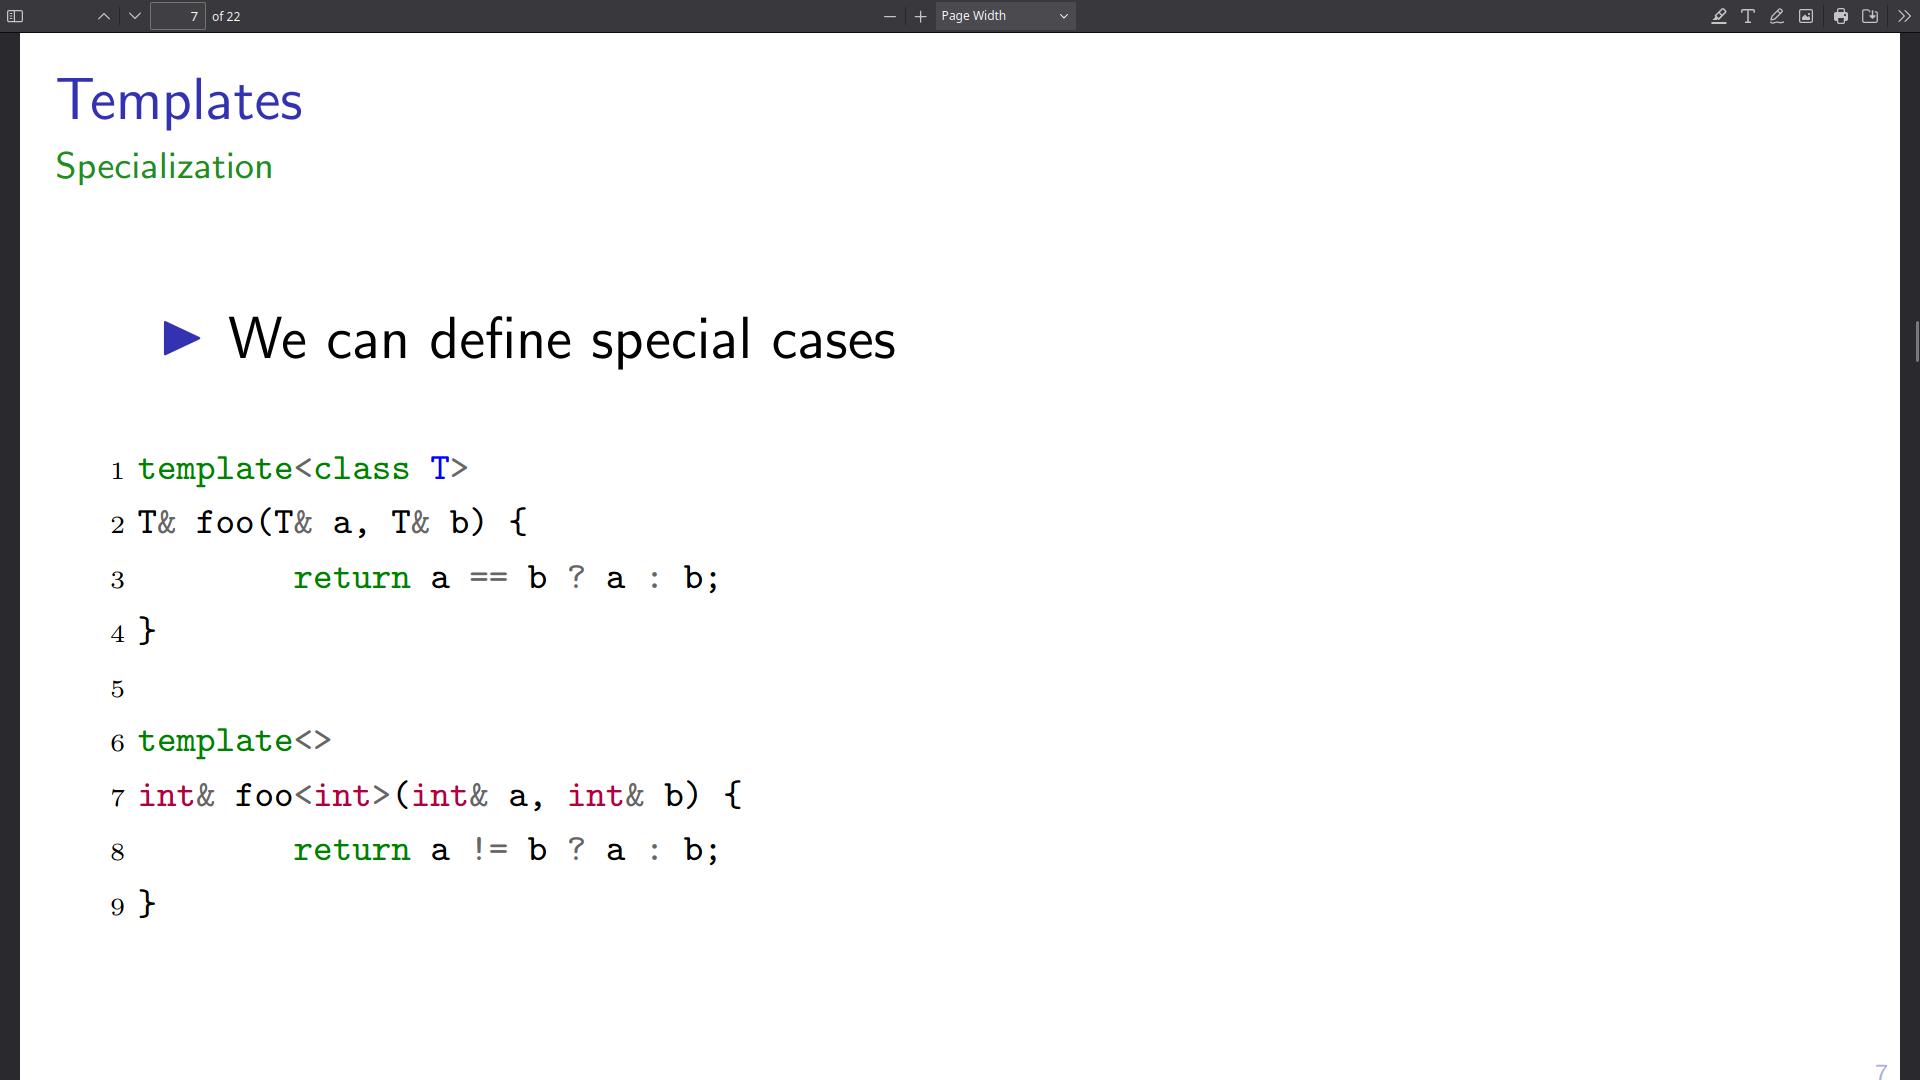 7 of 22
Page Width
Templates
Specialization
▶ We can define special cases
1 template<class T>
2 T& foo(T& a, T& b) {
3         return a == b ? a : b;
4 }
5
6 template<>
7 int& foo<int>(int& a, int& b) {
8         return a != b ? a : b;
9 }
7